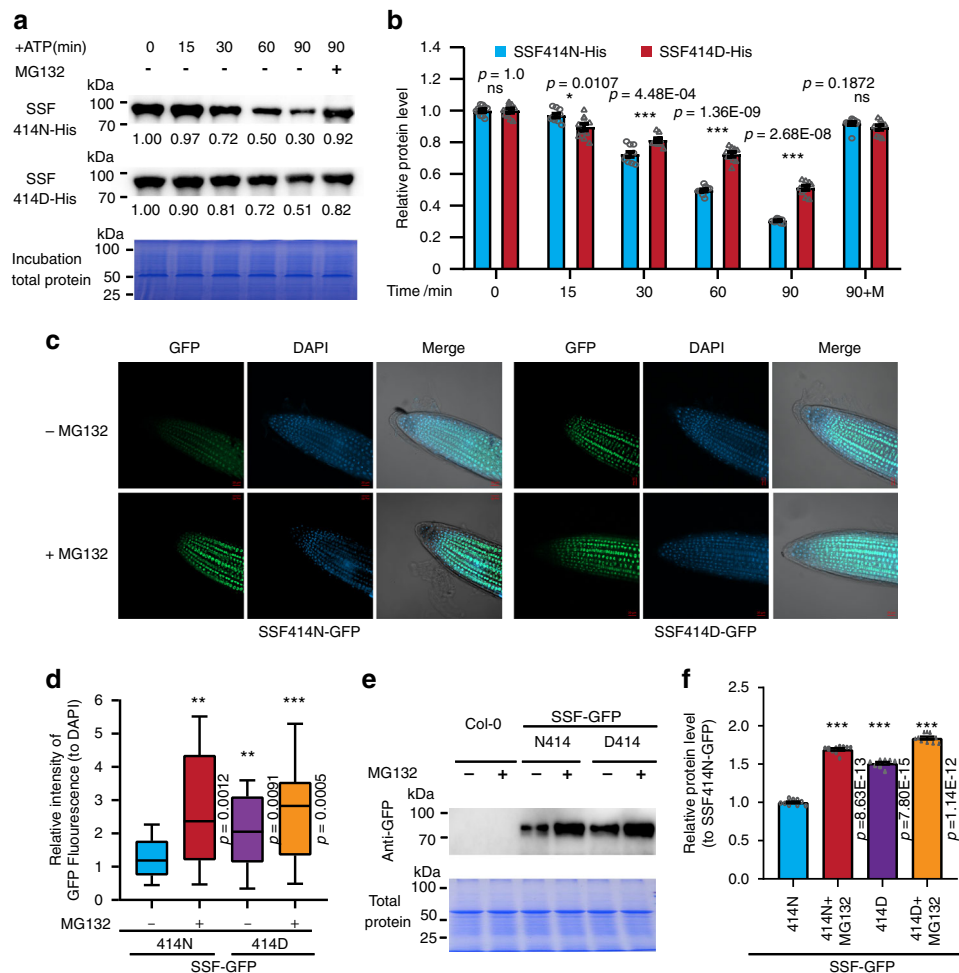 a
+ATP(min) 0 15 30 60 90 90
MG132 - - - - - +
kDa
SSF
414N-His
100
70
1.00 0.97 0.72 0.50 0.30 0.92
SSF
414D-His
100
70
1.00 0.90 0.81 0.72 0.51 0.82
kDa
Incubation
total protein
100
50
25
b
SSF414N-His SSF414D-His
Relative protein level
1.4
1.2
1.0
0.8
0.6
0.4
0.2
0
p = 1.0
ns
p = 0.0107
*
p = 4.48E-04
***
p = 1.36E-09
***
p = 2.68E-08
***
p = 0.1872
ns
Time /min 0 15 30 60 90 90+M
c
GFP DAPI Merge GFP DAPI Merge
– MG132
+ MG132
SSF414N-GFP SSF414D-GFP
d
Relative intensity of
GFP Fluorescence (to DAPI)
6
5
4
3
2
1
0
**
p = 0.0012
**
p = 0.0091
***
p = 0.0005
MG132 – + – +
414N 414D
SSF-GFP
e
Col-0 SSF-GFP
N414 D414
MG132 – + – + – +
kDa
Anti-GFP
100
70
kDa
Total
protein
100
50
25
f
Relative protein level
(to SSF414N-GFP)
2.5
2.0
1.5
1.0
0.5
0.0
***
p =8.63E-13
***
p =7.80E-15
***
p =1.14E-12
414N
414N+
MG132
414D
414D+
MG132
SSF-GFP